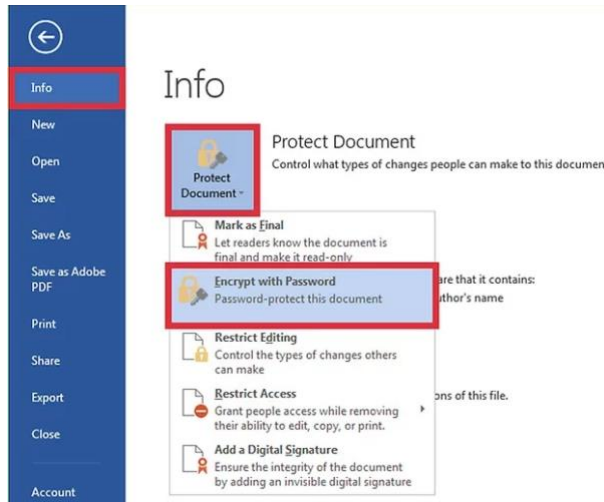 Info
New
Open
Save
Save As
Save as Adobe
PDF
Print
Share
Export
Close
Account
Info
Protect
Document
Protect Document
Control what types of changes people can make to this documen
Mark as Final
Let readers know the document is
final and make it read-only
Encrypt with Password
Password-protect this document
Restrict Editing
Control the types of changes others
can make
Restrict Access
Grant people access while removing
their ability to edit, copy, or print.
Add a Digital Signature
Ensure the integrity of the document
by adding an invisible digital signature
are that it contains:
uthor's name
ons of this file.